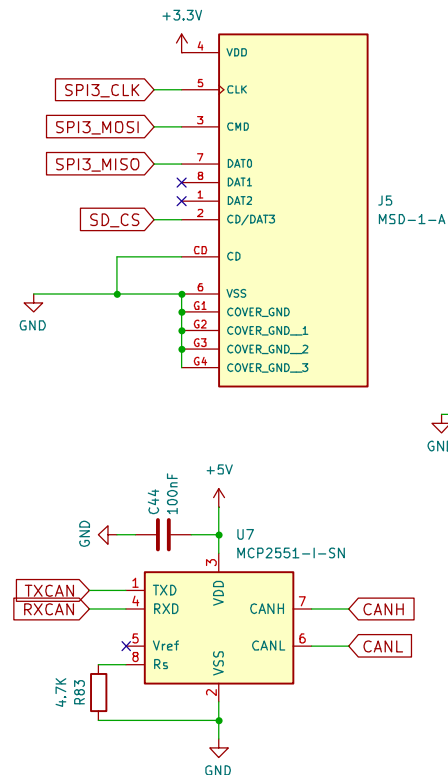 +3.3V
4 VDD
SPI3_CLK 5 CLK
SPI3_MOSI 3 CMD
SPI3_MISO 7 DAT0
8 DAT1
1 DAT2
SD_CS 2 CD/DAT3
J5
MSD-1-A
CD CD
6 VSS
G1 COVER_GND
G2 COVER_GND__1
G3 COVER_GND__2
G4 COVER_GND__3
GND
GND
+5V
C44
100nF
GND
U7
MCP2551-I-SN
3 VDD
TXCAN 1 TXD
RXCAN 4 RXD
CANH 7 CANH
5 Vref
CANL 6 CANL
8 Rs
VSS 2
4.7K
R83
GND